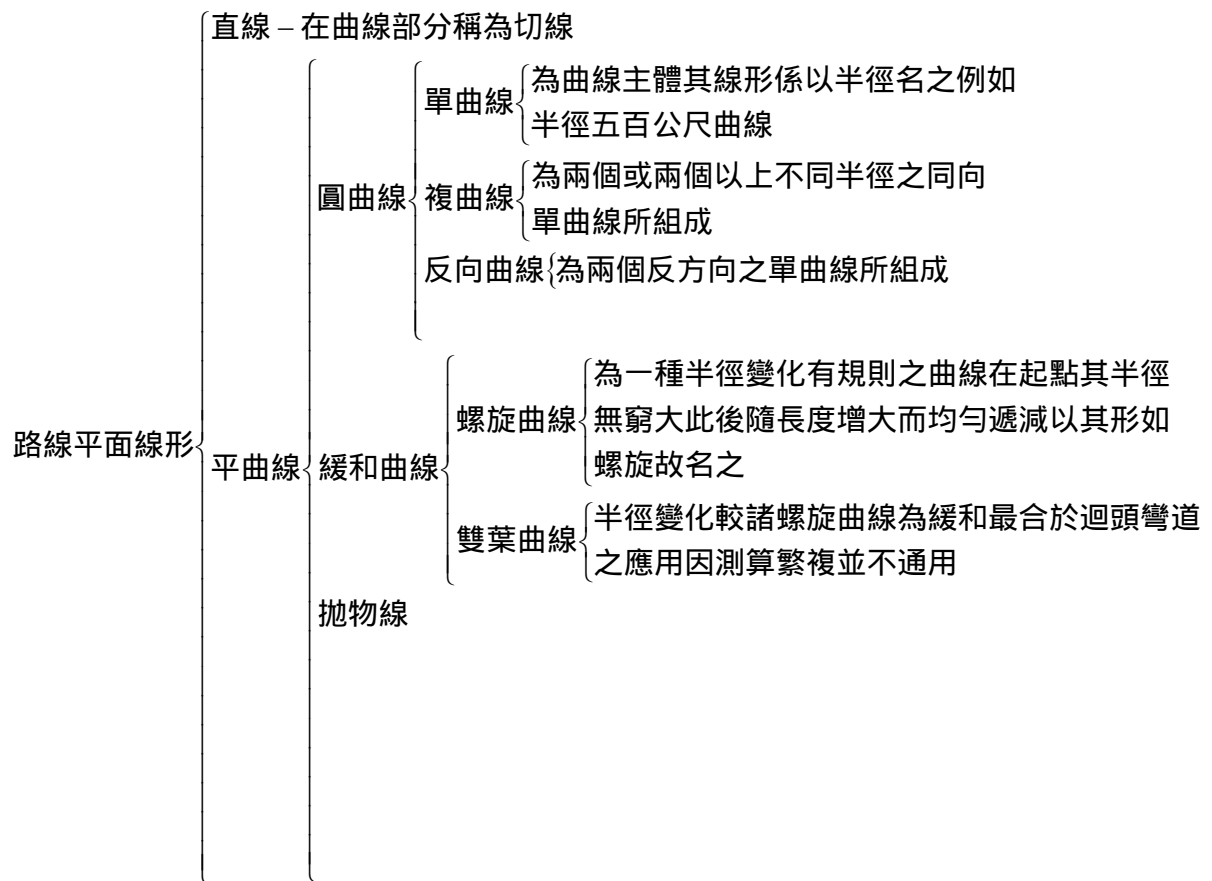 直線 – 在曲線部分稱為切線
單曲線
為曲線主體其線形係以半徑名之例如
半徑五百公尺曲線
圓曲線
複曲線
為兩個或兩個以上不同半徑之同向
單曲線所組成
反向曲線
為兩個反方向之單曲線所組成
路線平面線形
平曲線
緩和曲線
螺旋曲線
為一種半徑變化有規則之曲線在起點其半徑
無窮大此後隨長度增大而均勻遞減以其形如
螺旋故名之
雙葉曲線
半徑變化較諸螺旋曲線為緩和最合於迴頭彎道
之應用因測算繁複並不通用
拋物線